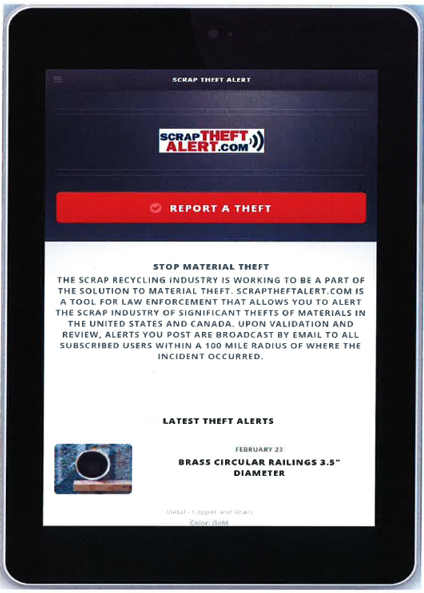 SCRAP THEFT ALERT
SCRAPTHEFT
ALERT.COM
REPORT A THEFT
STOP MATERIAL THEFT
THE SCRAP RECYCLING INDUSTRY IS WORKING TO BE A PART OF
THE SOLUTION TO MATERIAL THEFT. SCRAPTHEFTALERT.COM IS
A TOOL FOR LAW ENFORCEMENT THAT ALLOWS YOU TO ALERT
THE SCRAP INDUSTRY OF SIGNIFICANT THEFTS OF MATERIALS IN
THE UNITED STATES AND CANADA. UPON VALIDATION AND
REVIEW, ALERTS YOU POST ARE BROADCAST BY EMAIL TO ALL
SUBSCRIBED USERS WITHIN A 100 MILE RADIUS OF WHERE THE
INCIDENT OCCURRED.
LATEST THEFT ALERTS
FEBRUARY 23
BRASS CIRCULAR RAILINGS 3.5"
DIAMETER
Metal - Copper and Brass
Color: Gold